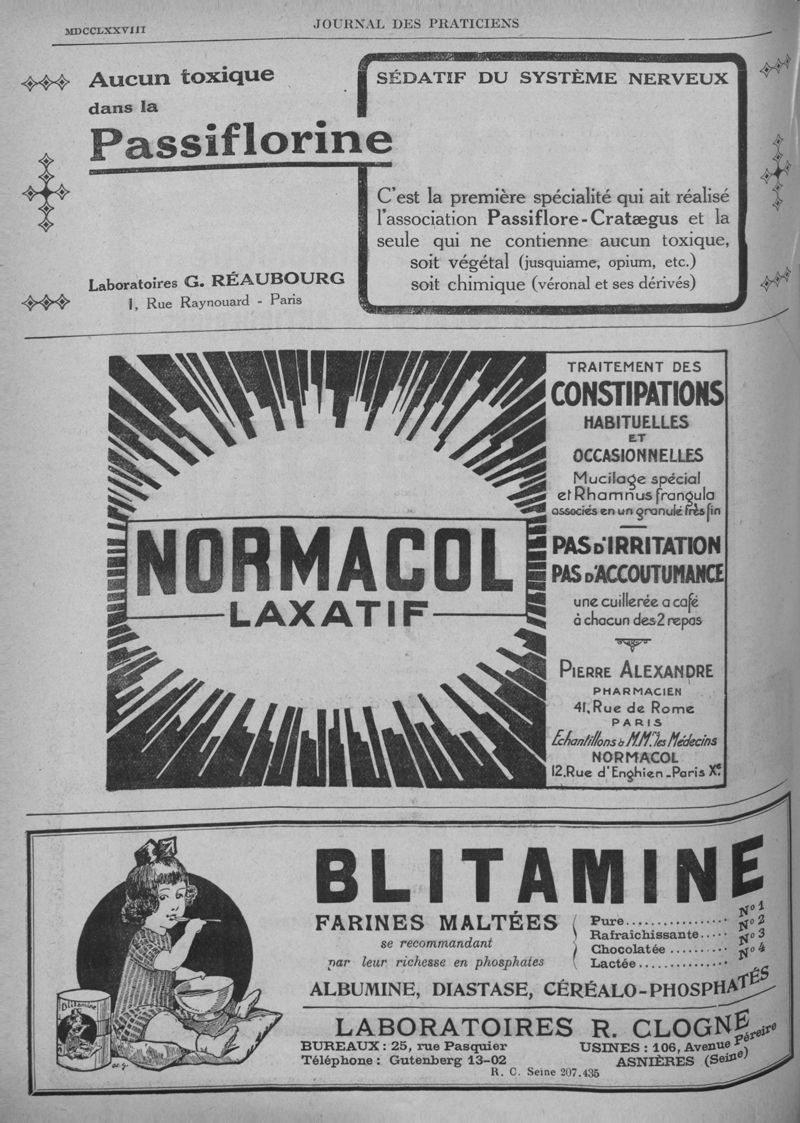 MDCCLXXVIII
JOURNAL DES PRATICIENS
Aucun toxique
dans la
Passiflorine
Laboratoires G. RÉAUBOURG
1, Rue Raynouard - Paris
SÉDATIF DU SYSTÈME NERVEUX
C'est la première spécialité qui ait réalisé
l'association Passiflore-Cratægus et la
seule qui ne contienne aucun toxique,
soit végétal (jusquiame, opium, etc.)
soit chimique (véronal et ses dérivés)
NORMACOL
LAXATIF
TRAITEMENT DES
CONSTIPATIONS
HABITUELLES
ET
OCCASIONNELLES
Mucilage spécial
et Rhamnus frangula
associés en un granulé très fin
PAS D'IRRITATION
PAS D'ACCOUTUMANCE
une cuillerée a café
à chacun des 2 repas
PIERRE ALEXANDRE
PHARMACIEN
41, Rue de Rome
PARIS
Echantillons à M.M.rs les Médecins
NORMACOL
12, Rue d'Enghien - Paris Xe.
BLITAMINE
FARINES MALTÉES
se recommandant
par leur richesse en phosphates
Pure................. No 1
Rafraîchissante..... No 2
Chocolatée .......... No 3
Lactée............... No 4
ALBUMINE, DIASTASE, CÉRÉALO-PHOSPHATÉS
Blitamine
LABORATOIRES R. CLOGNE
BUREAUX : 25, rue Pasquier
Téléphone : Gutenberg 13-02
USINES : 106, Avenue Péreire
ASNIÈRES (Seine)
R. C. Seine 207.435